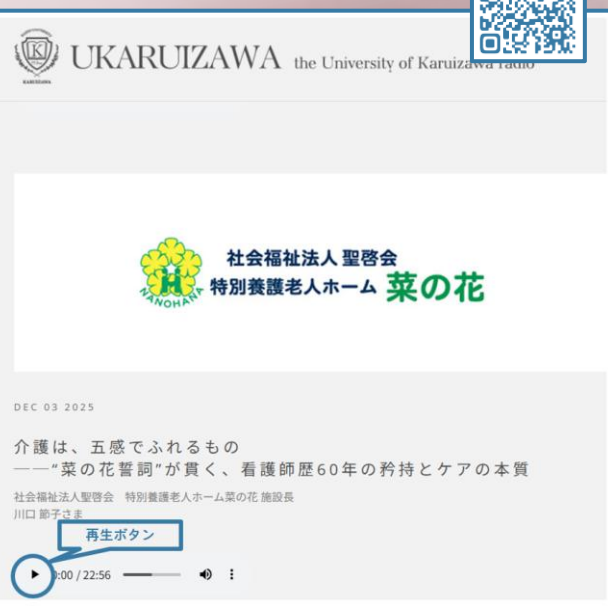 UKARUIZAWA the University of Karuizawa radio
KARUIZAWA
社会福祉法人 聖啓会
特別養護老人ホーム 菜の花
NANOHANA
DEC 03 2025
介護は、五感でふれるもの
——“菜の花誓詞”が貫く、看護師歴60年の矜持とケアの本質
社会福祉法人聖啓会　特別養護老人ホーム菜の花 施設長
川口 節子さま
再生ボタン
0:00 / 22:56